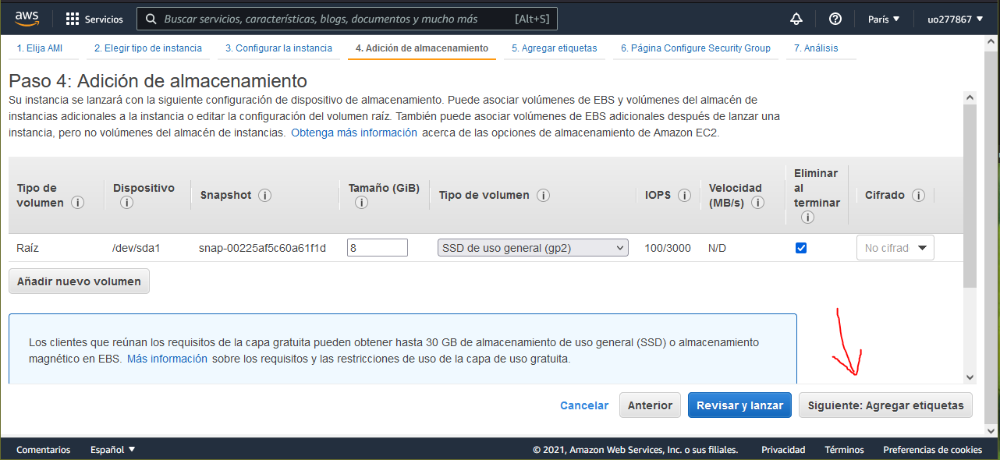 aws
Servicios
Buscar servicios, características, blogs, documentos y mucho más [Alt+S]
París
uo277867
1. Elija AMI
2. Elegir tipo de instancia
3. Configurar la instancia
4. Adición de almacenamiento
5. Agregar etiquetas
6. Página Configure Security Group
7. Análisis
Paso 4: Adición de almacenamiento
Su instancia se lanzará con la siguiente configuración de dispositivo de almacenamiento. Puede asociar volúmenes de EBS y volúmenes del almacén de
instancias adicionales a la instancia o editar la configuración del volumen raíz. También puede asociar volúmenes de EBS adicionales después de lanzar una
instancia, pero no volúmenes del almacén de instancias. Obtenga más información acerca de las opciones de almacenamiento de Amazon EC2.
Tipo de
volumen
Dispositivo
Snapshot
Tamaño (GiB)
Tipo de volumen
IOPS
Velocidad
(MB/s)
Eliminar
al
terminar
Cifrado
Raíz
/dev/sda1
snap-00225af5c60a61f1d
8
SSD de uso general (gp2)
100/3000
N/D
No cifrad
Añadir nuevo volumen
Los clientes que reúnan los requisitos de la capa gratuita pueden obtener hasta 30 GB de almacenamiento de uso general (SSD) o almacenamiento
magnético en EBS. Más información sobre los requisitos y las restricciones de uso de la capa de uso gratuita.
Cancelar
Anterior
Revisar y lanzar
Siguiente: Agregar etiquetas
Comentarios
Español
© 2021, Amazon Web Services, Inc. o sus filiales.
Privacidad
Términos
Preferencias de cookies